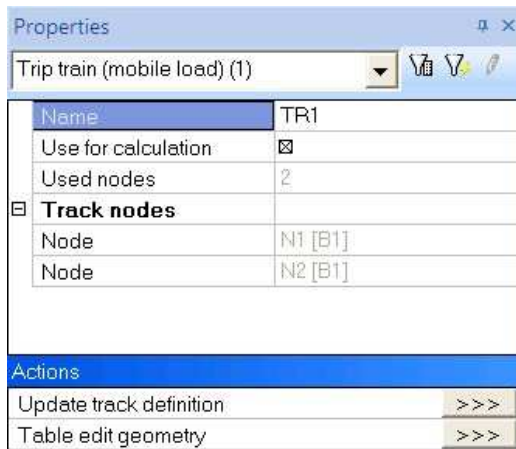 Properties
Trip train (mobile load) (1)
Name TR1
Use for calculation
Used nodes 2
Track nodes
Node N1 [B1]
Node N2 [B1]
Actions
Update track definition >>>
Table edit geometry >>>